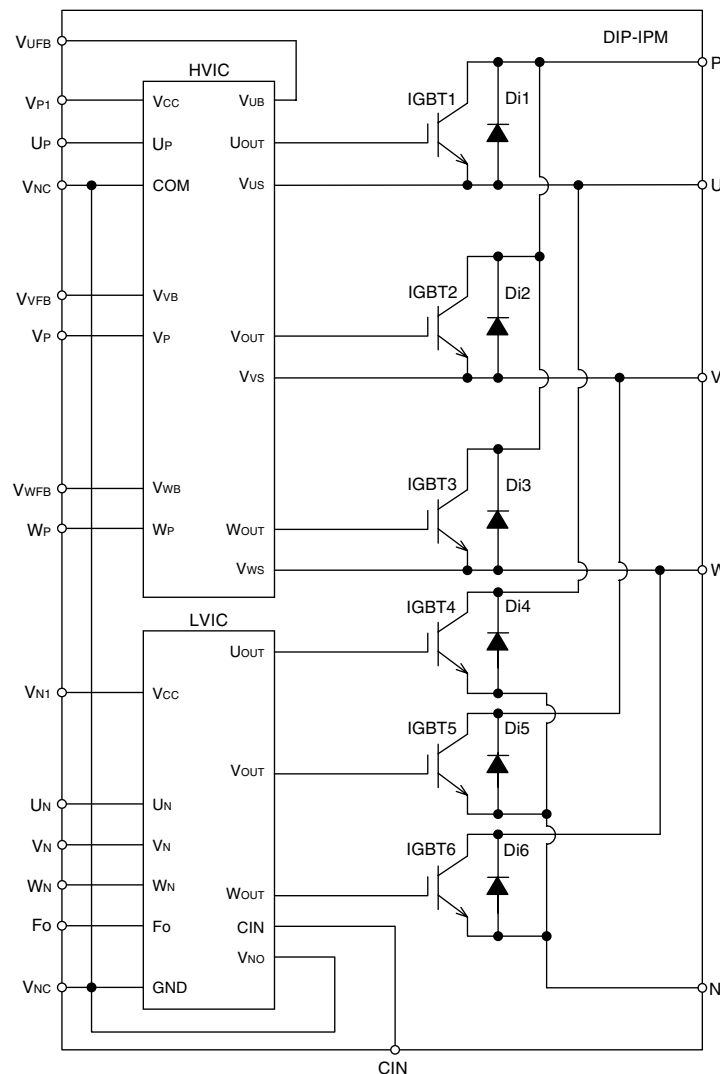 DIP-IPM
VUFB
P
HVIC
IGBT1
Di1
VP1
VCC
VUB
UP
UP
UOUT
VNC
COM
VUS
U
IGBT2
Di2
VVFB
VVB
VP
VP
VOUT
VVS
V
IGBT3
Di3
VWFB
VWB
WP
WP
WOUT
VWS
W
LVIC
IGBT4
Di4
UOUT
VN1
VCC
IGBT5
Di5
VOUT
UN
UN
VN
VN
IGBT6
Di6
WN
WN
WOUT
Fo
Fo
CIN
VNO
VNC
GND
N
CIN